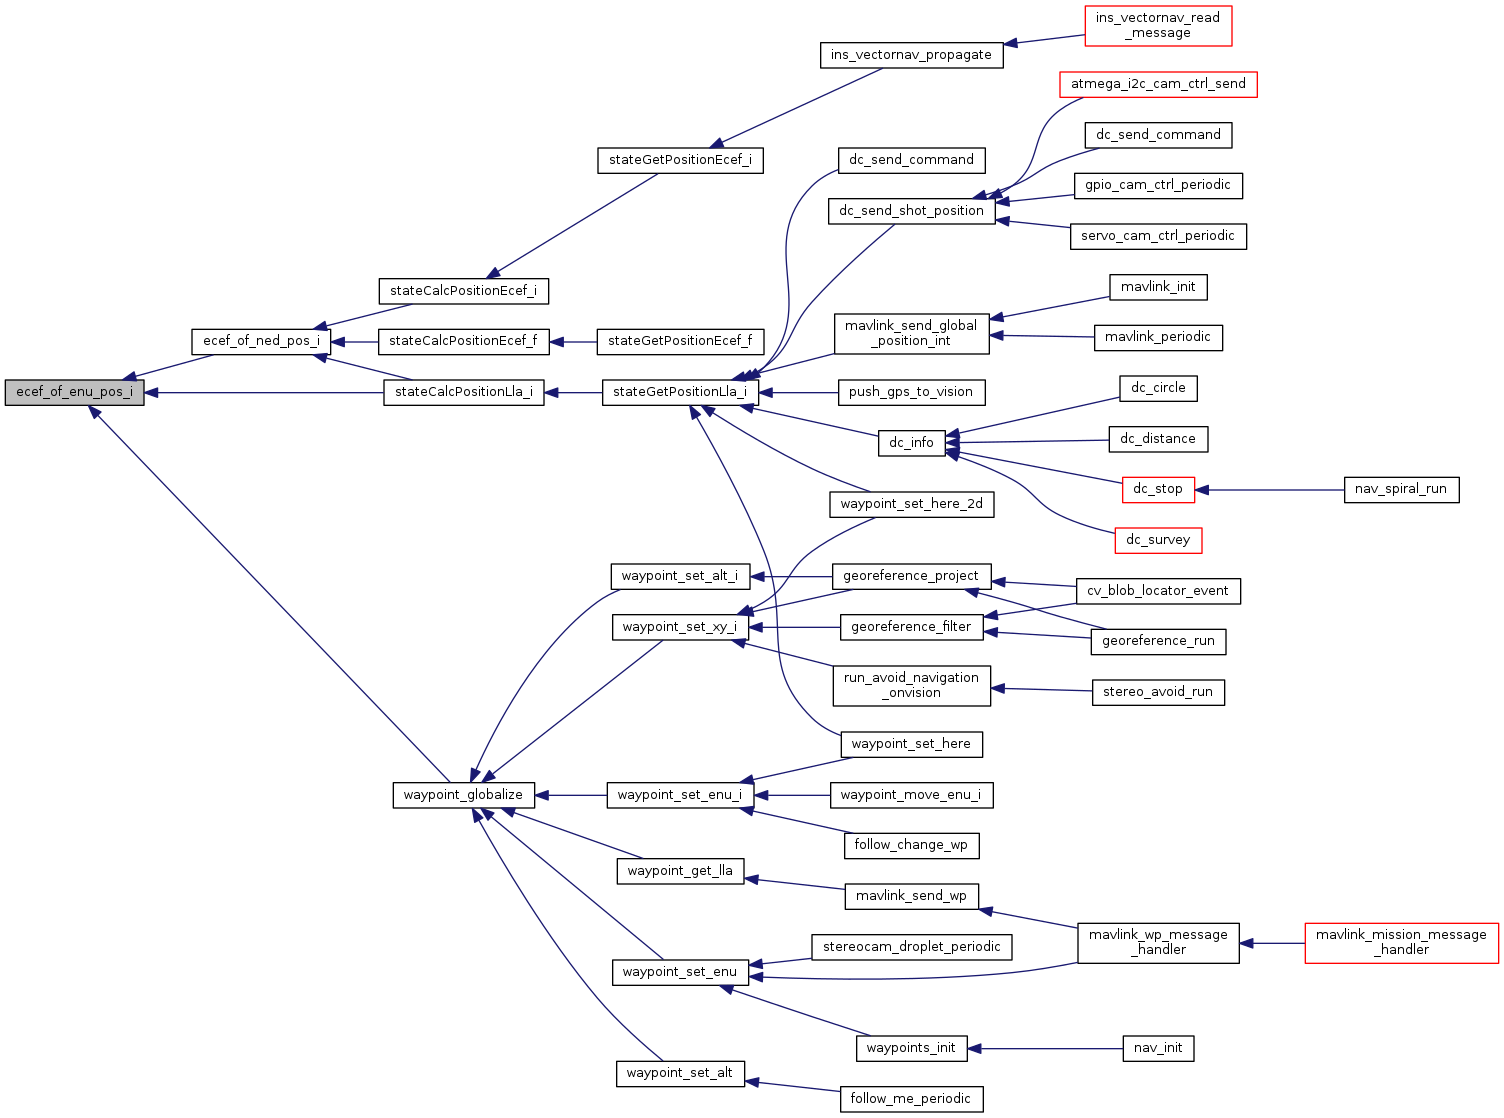 ins_vectornav_read
_message
ins_vectornav_propagate
atmega_i2c_cam_ctrl_send
dc_send_command
stateGetPositionEcef_i
dc_send_command
gpio_cam_ctrl_periodic
dc_send_shot_position
servo_cam_ctrl_periodic
stateCalcPositionEcef_i
mavlink_init
mavlink_send_global
_position_int
mavlink_periodic
ecef_of_ned_pos_i
stateCalcPositionEcef_f
stateGetPositionEcef_f
ecef_of_enu_pos_i
stateCalcPositionLla_i
stateGetPositionLla_i
push_gps_to_vision
dc_circle
dc_info
dc_distance
dc_stop
nav_spiral_run
waypoint_set_here_2d
dc_survey
waypoint_set_alt_i
georeference_project
cv_blob_locator_event
waypoint_set_xy_i
georeference_filter
georeference_run
run_avoid_navigation
_onvision
stereo_avoid_run
waypoint_set_here
waypoint_globalize
waypoint_set_enu_i
waypoint_move_enu_i
follow_change_wp
waypoint_get_lla
mavlink_send_wp
mavlink_wp_message
_handler
mavlink_mission_message
_handler
stereocam_droplet_periodic
waypoint_set_enu
waypoints_init
nav_init
waypoint_set_alt
follow_me_periodic